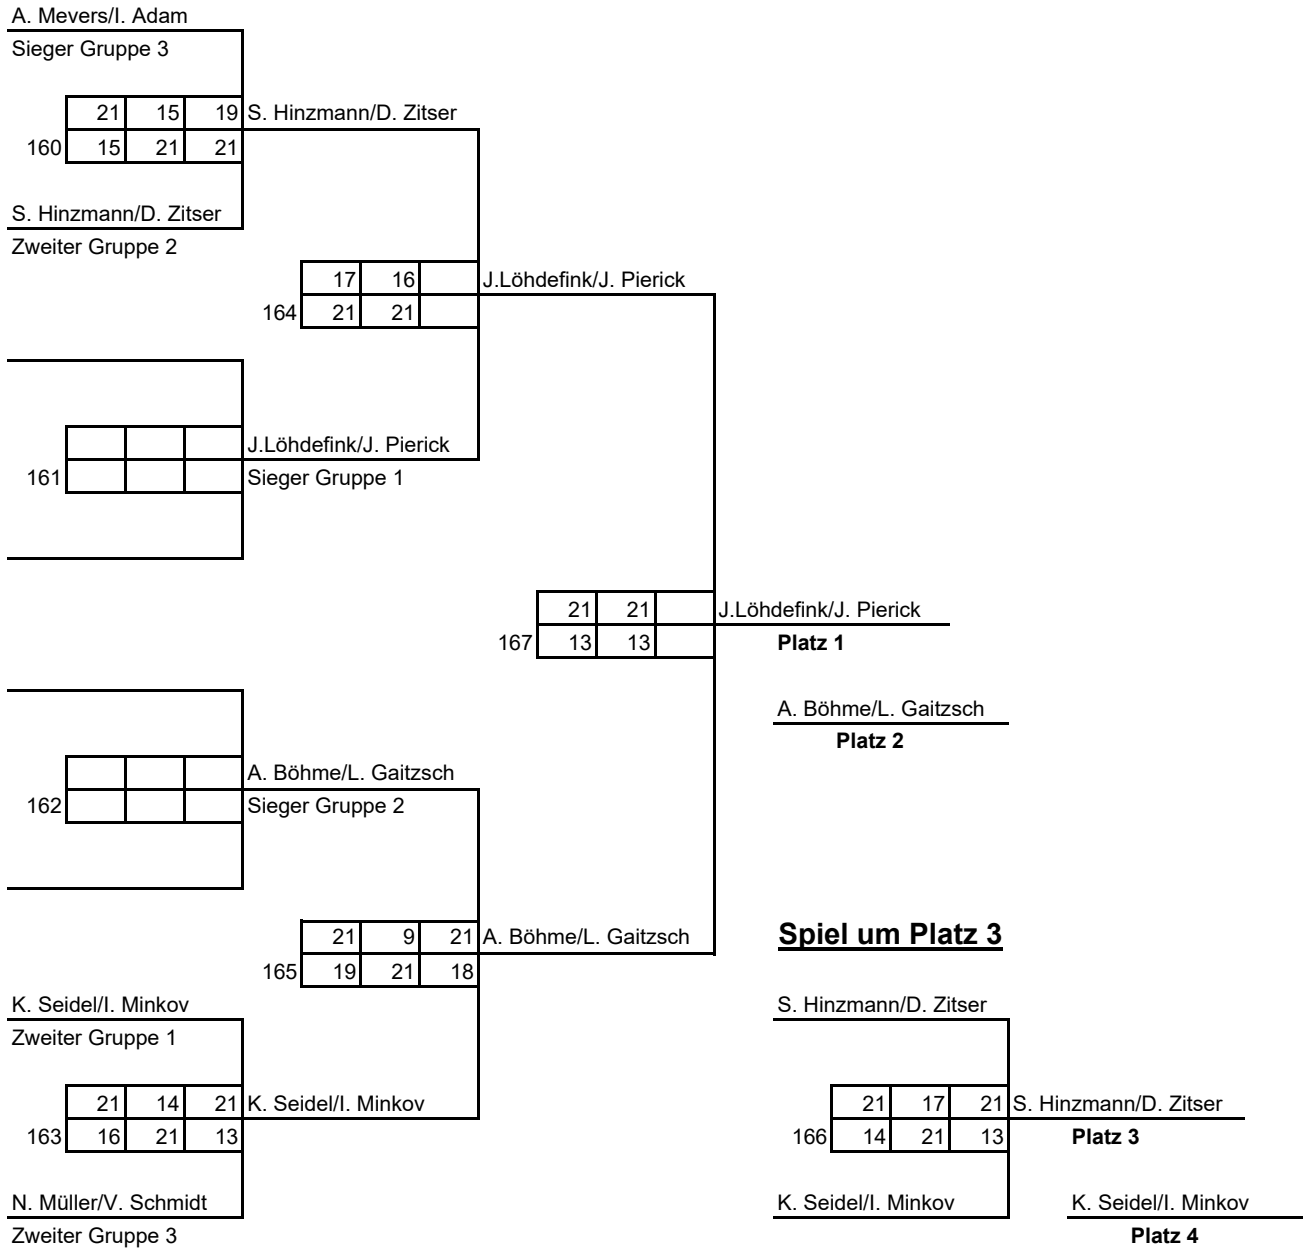 A. Mevers/I. Adam
Sieger Gruppe 3
21 15 19 S. Hinzmann/D. Zitser
160 15 21 21
S. Hinzmann/D. Zitser
Zweiter Gruppe 2
17 16 J.Löhdefink/J. Pierick
164 21 21
J.Löhdefink/J. Pierick
161 Sieger Gruppe 1
21 21 J.Löhdefink/J. Pierick
167 13 13 Platz 1
A. Böhme/L. Gaitzsch
Platz 2
A. Böhme/L. Gaitzsch
162 Sieger Gruppe 2
21 9 21 A. Böhme/L. Gaitzsch
165 19 21 18
Spiel um Platz 3
K. Seidel/I. Minkov
Zweiter Gruppe 1
21 14 21 K. Seidel/I. Minkov
163 16 21 13
N. Müller/V. Schmidt
Zweiter Gruppe 3
S. Hinzmann/D. Zitser
21 17 21 S. Hinzmann/D. Zitser
166 14 21 13 Platz 3
K. Seidel/I. Minkov
K. Seidel/I. Minkov
Platz 4